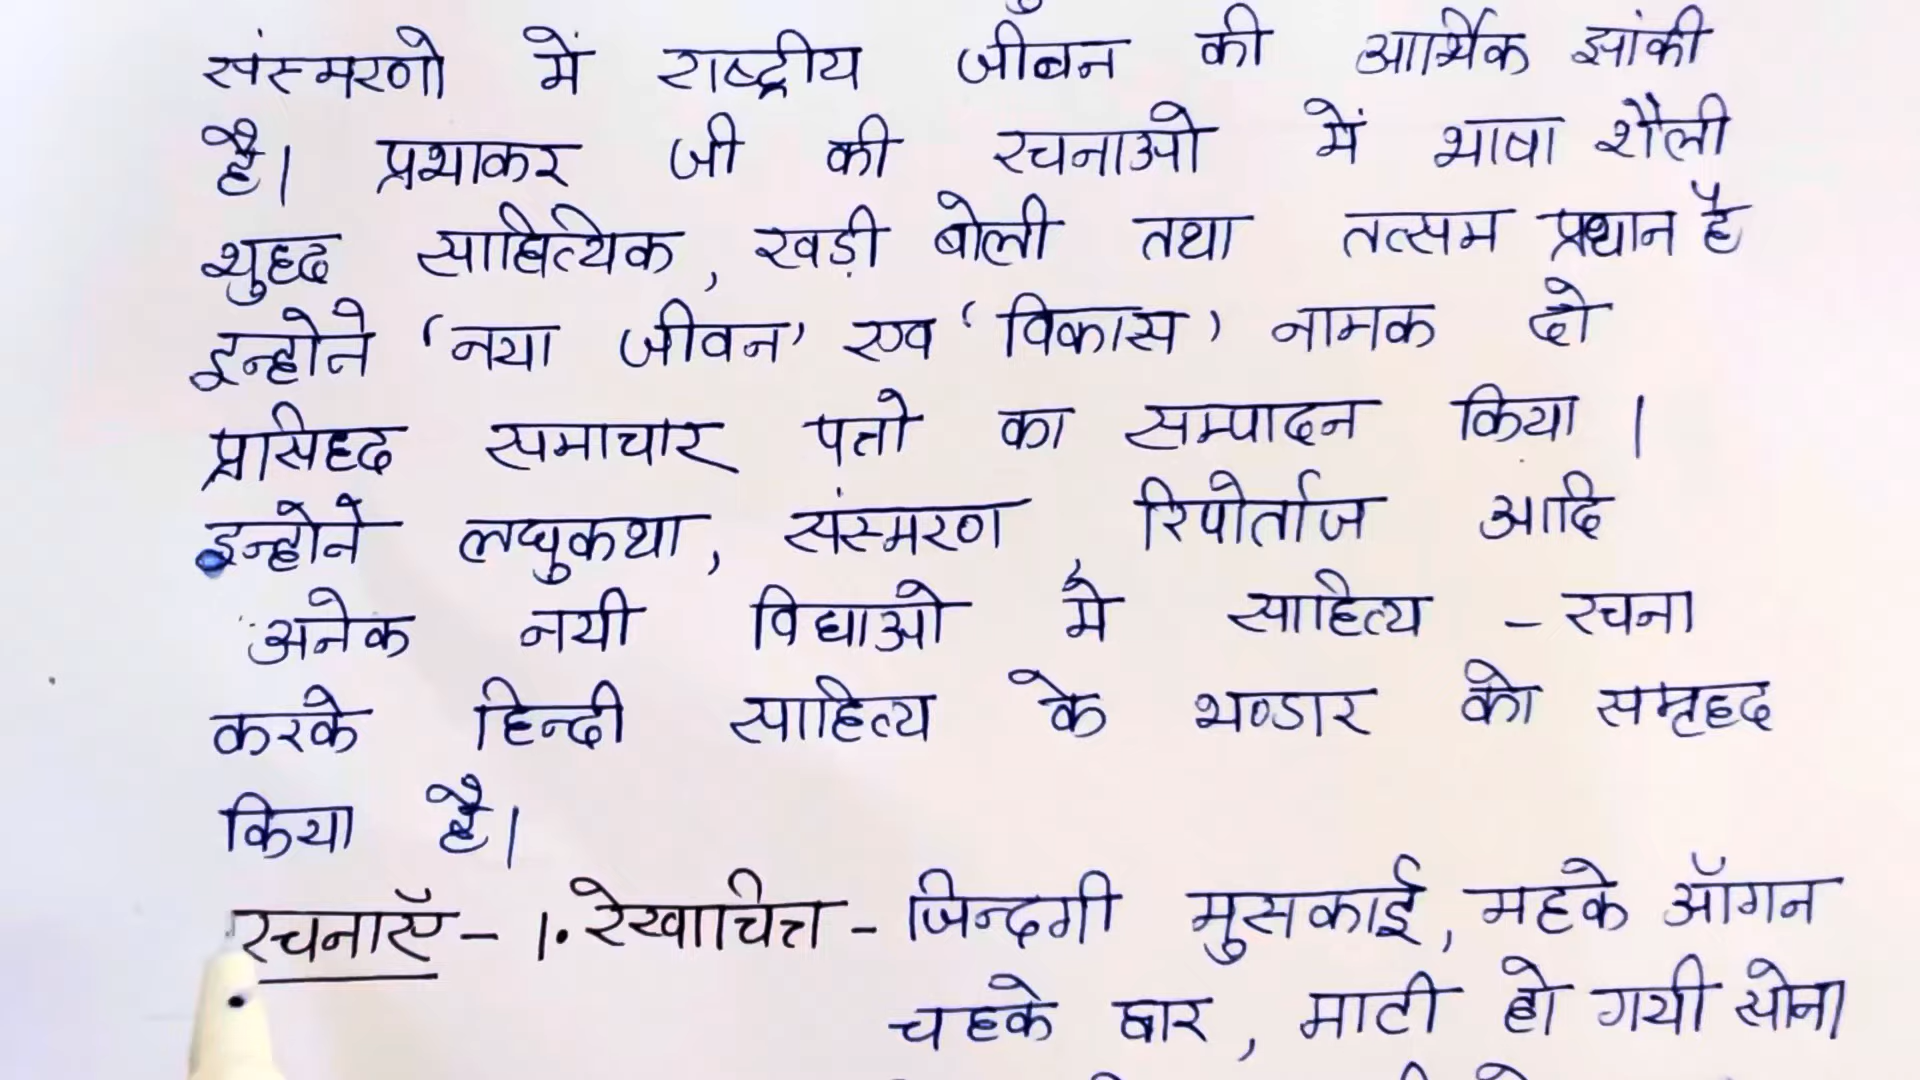 संस्मरणो में राष्ट्रीय जीवन की आर्मिक झांकी
है। प्रभाकर जी की रचनाओ में भाषा शैली
शुद्ध साहित्यिक, खड़ी बोली तथा तत्सम प्रधान है
इन्होने 'नया जीवन' एव 'विकास' नामक दो
प्रसिद्ध समाचार पत्रो का सम्पादन किया।
इन्होने लघुकथा, संस्मरण, रिपोर्ताज आदि
अनेक नयी विधाओ मे साहित्य - रचना
करके हिन्दी साहित्य के भण्डार को समृद्ध
किया है।
रचनाएँ - 1. रेखाचित्र - जिन्दगी मुसकाई, महके ऑगन
चहके द्वार, माटी हो गयी सोना